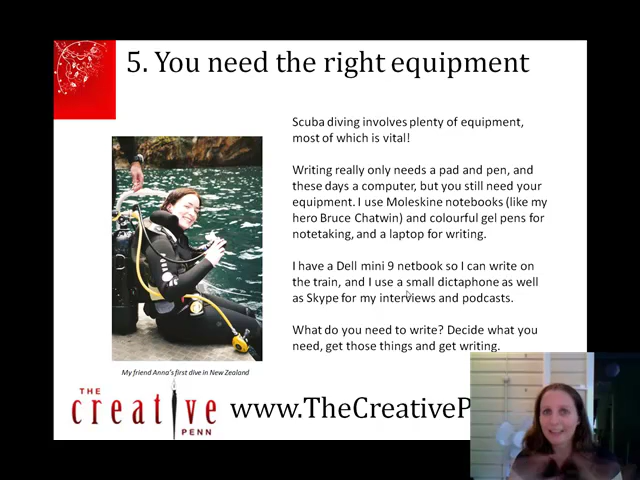 5. You need the right equipment
Scuba diving involves plenty of equipment,
most of which is vital!
Writing really only needs a pad and pen, and
these days a computer, but you still need your
equipment. I use Moleskine notebooks (like my
hero Bruce Chatwin) and colourful gel pens for
notetaking, and a laptop for writing.
I have a Dell mini 9 netbook so I can write on
the train, and I use a small dictaphone as well
as Skype for my interviews and podcasts.
What do you need to write? Decide what you
need, get those things and get writing.
My friend Anna's first dive in New Zealand
THE
creative
PENN
www.TheCreativeP